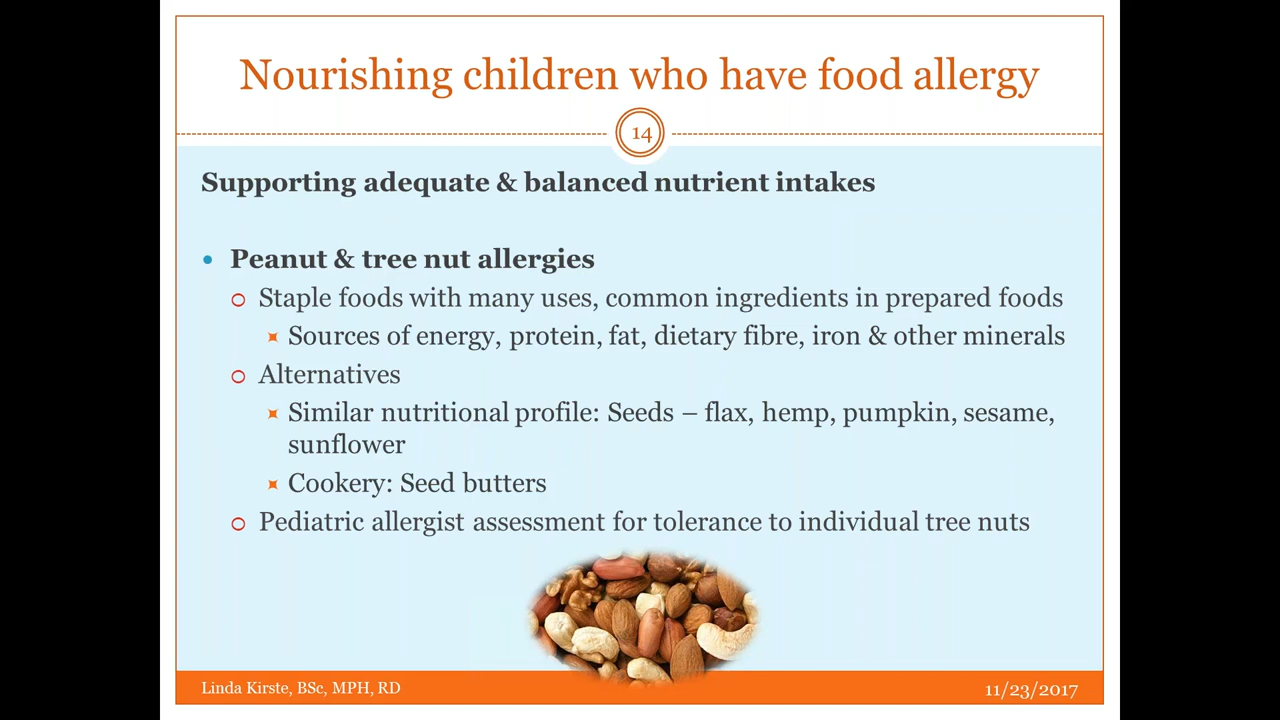 Nourishing children who have food allergy
14
Supporting adequate & balanced nutrient intakes
Peanut & tree nut allergies
Staple foods with many uses, common ingredients in prepared foods
Sources of energy, protein, fat, dietary fibre, iron & other minerals
Alternatives
Similar nutritional profile: Seeds – flax, hemp, pumpkin, sesame,
sunflower
Cookery: Seed butters
Pediatric allergist assessment for tolerance to individual tree nuts
Linda Kirste, BSc, MPH, RD
11/23/2017